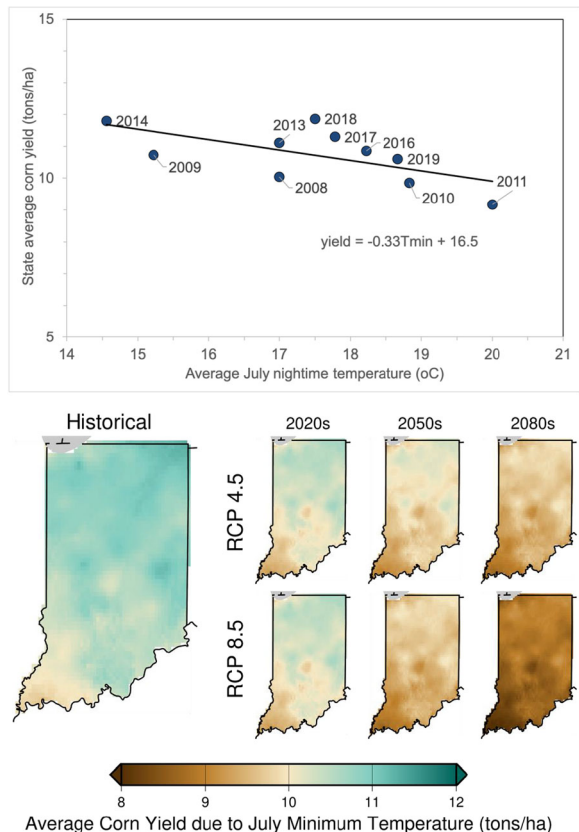 15
10
5
State average corn yield (tons/ha)
2014
2009
2013
2008
2018
2017
2016
2019
2010
2011
yield = -0.33Tmin + 16.5
14 15 16 17 18 19 20 21
Average July nightime temperature (oC)
Historical
2020s 2050s 2080s
RCP 4.5
RCP 8.5
8 9 10 11 12
Average Corn Yield due to July Minimum Temperature (tons/ha)